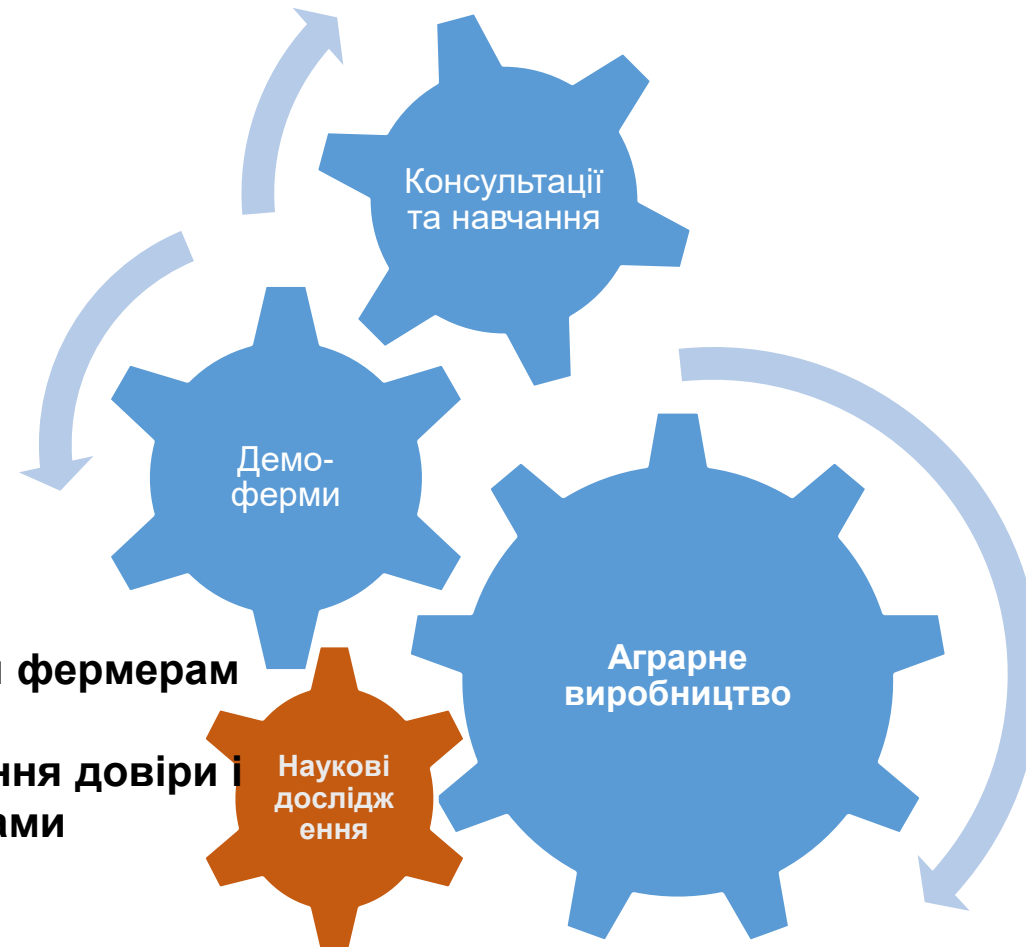 Консультації
та навчання
Демо-
ферми
Аграрне
виробництво
фермерам
довіри і
Наукові
дослідж
ення